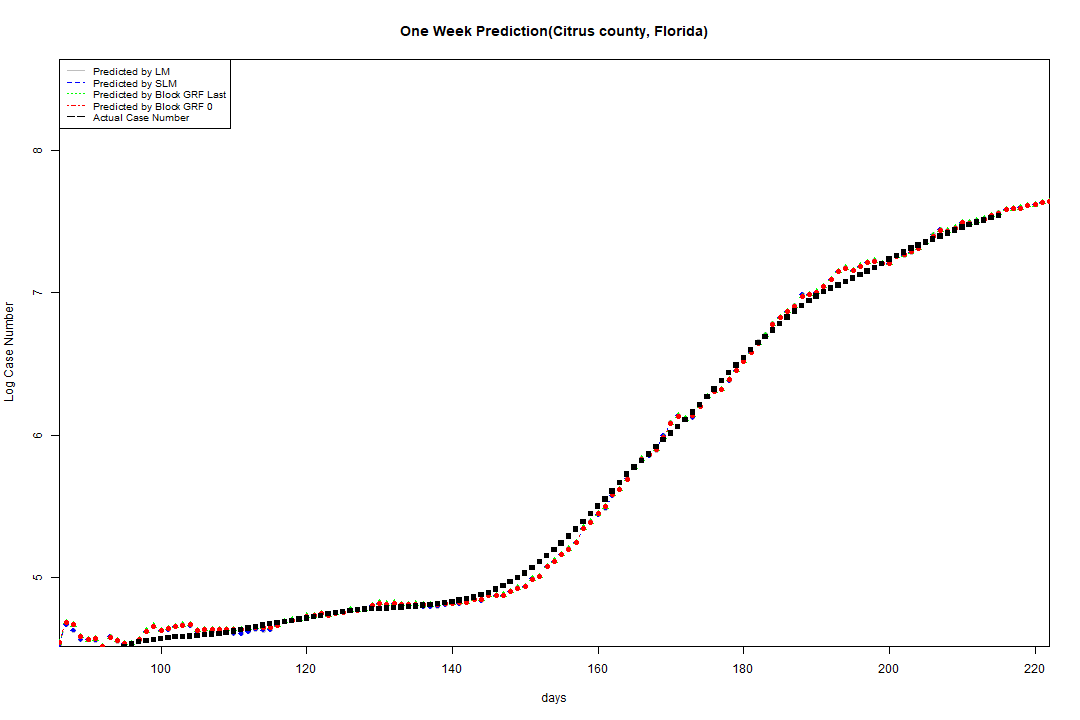 One Week Prediction(Citrus county, Florida)
Predicted by LM
Predicted by SLM
Predicted by Block GRF Last
Predicted by Block GRF 0
Actual Case Number
8
7
6
5
Log Case Number
100 120 140 160 180 200 220
days